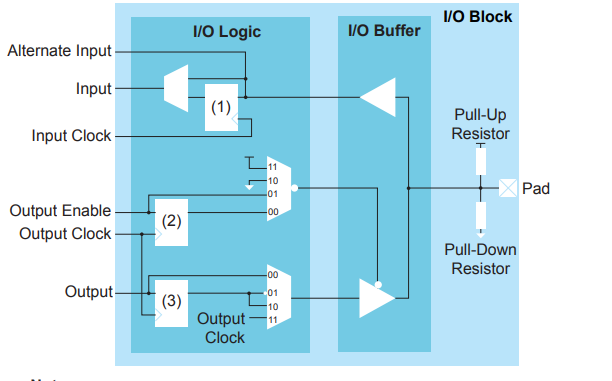 I/O Block
I/O Logic
I/O Buffer
Alternate Input
Input
(1)
Input Clock
Pull-Up
Resistor
11
10
01
00
Pad
Output Enable
(2)
Output Clock
Pull-Down
Resistor
00
01
10
11
Output
(3)
Output
Clock